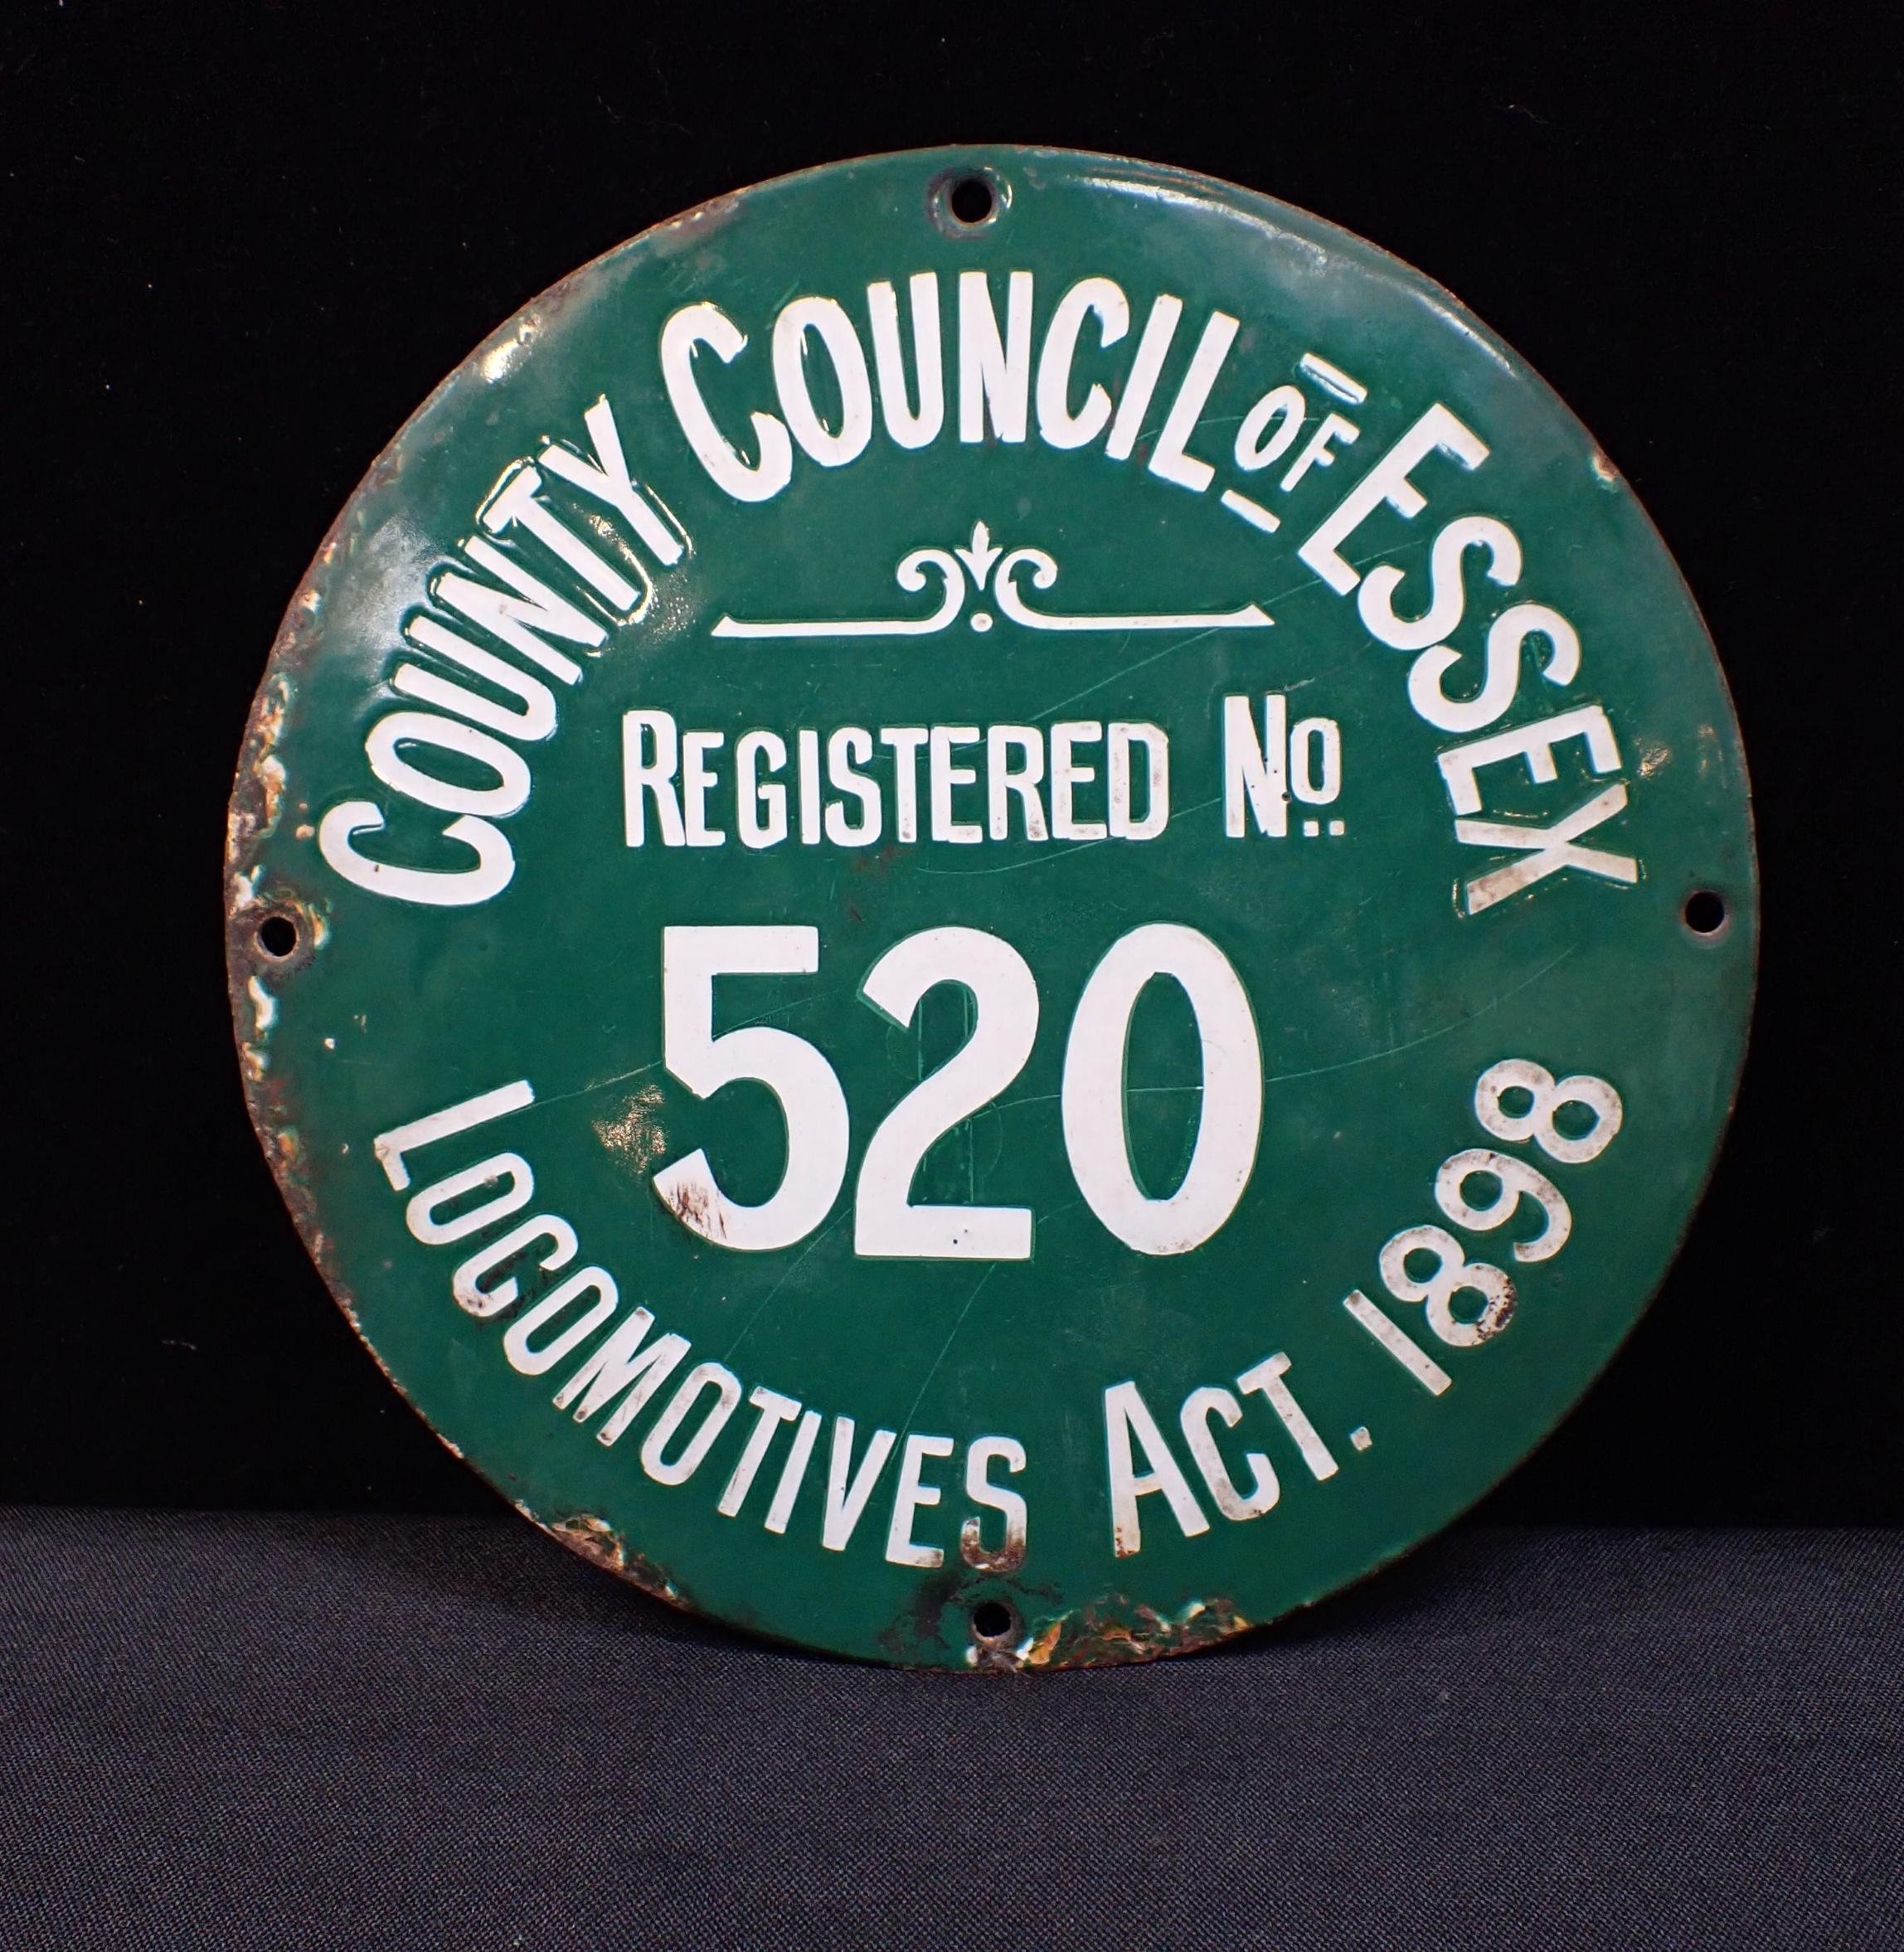 COUNTY COUNCIL OF ESSEX
REGISTERED No.
520
LOCOMOTIVES ACT. 1898